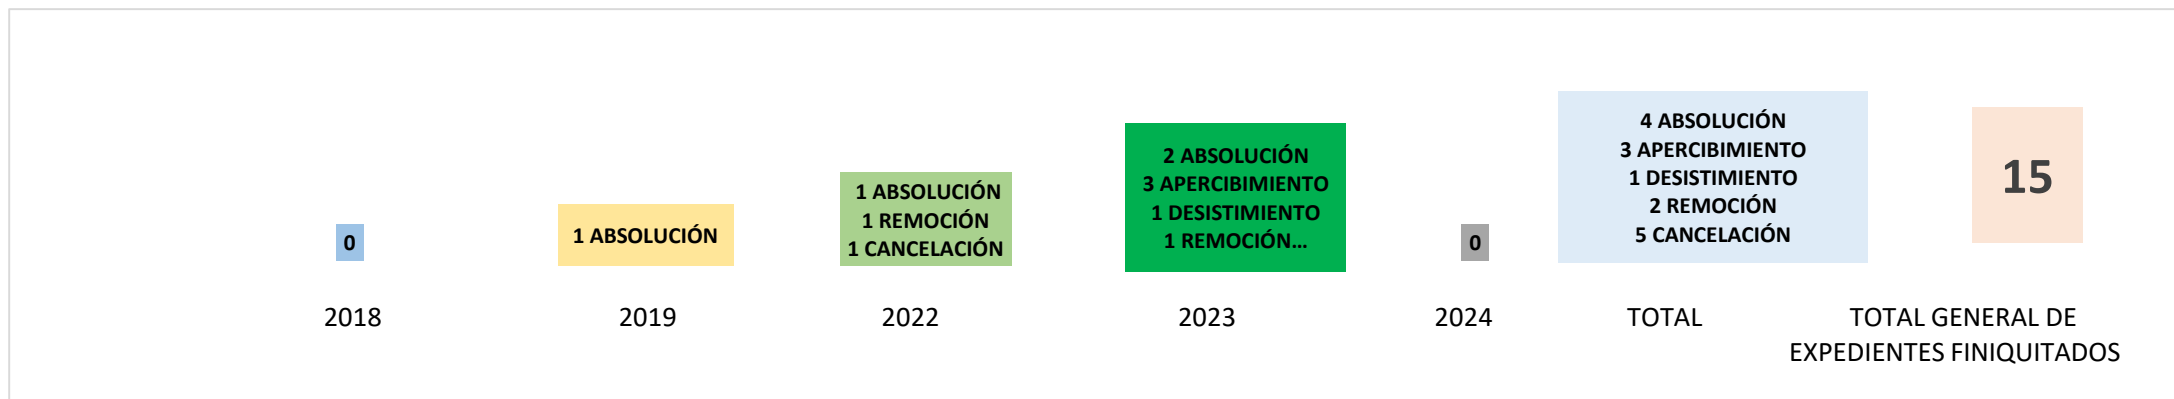 0
1 ABSOLUCIÓN
1 ABSOLUCIÓN
1 REMOCIÓN
1 CANCELACIÓN
2 ABSOLUCIÓN
3 APERCIBIMIENTO
1 DESISTIMIENTO
1 REMOCIÓN...
0
4 ABSOLUCIÓN
3 APERCIBIMIENTO
1 DESISTIMIENTO
2 REMOCIÓN
5 CANCELACIÓN
15
2018
2019
2022
2023
2024
TOTAL
TOTAL GENERAL DE
EXPEDIENTES FINIQUITADOS